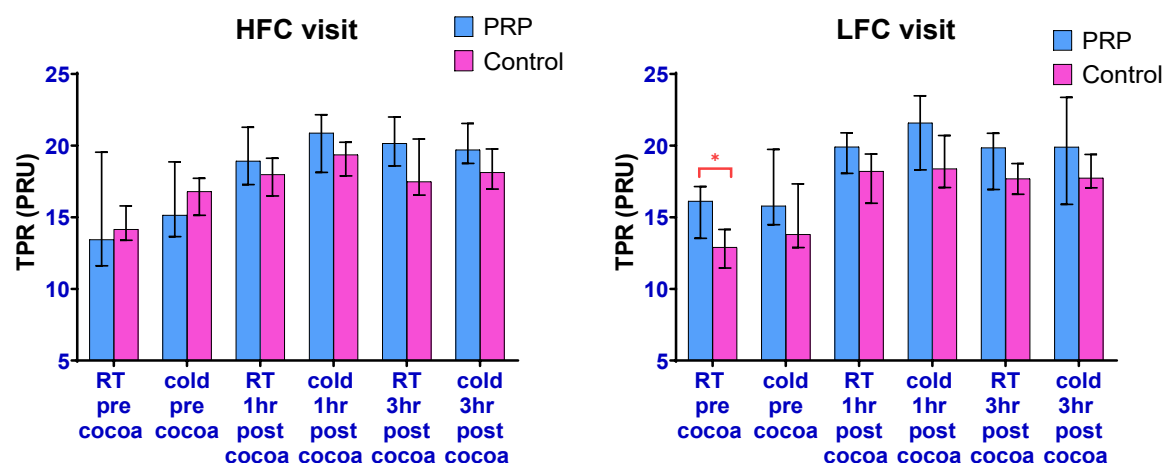 HFC visit
PRP
Control
TPR (PRU)
25
20
15
10
5
RT
pre
cocoa
cold
pre
cocoa
RT
1hr
post
cocoa
cold
1hr
post
cocoa
RT
3hr
post
cocoa
cold
3hr
post
cocoa
LFC visit
PRP
Control
TPR (PRU)
25
20
15
10
5
*
RT
pre
cocoa
cold
pre
cocoa
RT
1hr
post
cocoa
cold
1hr
post
cocoa
RT
3hr
post
cocoa
cold
3hr
post
cocoa